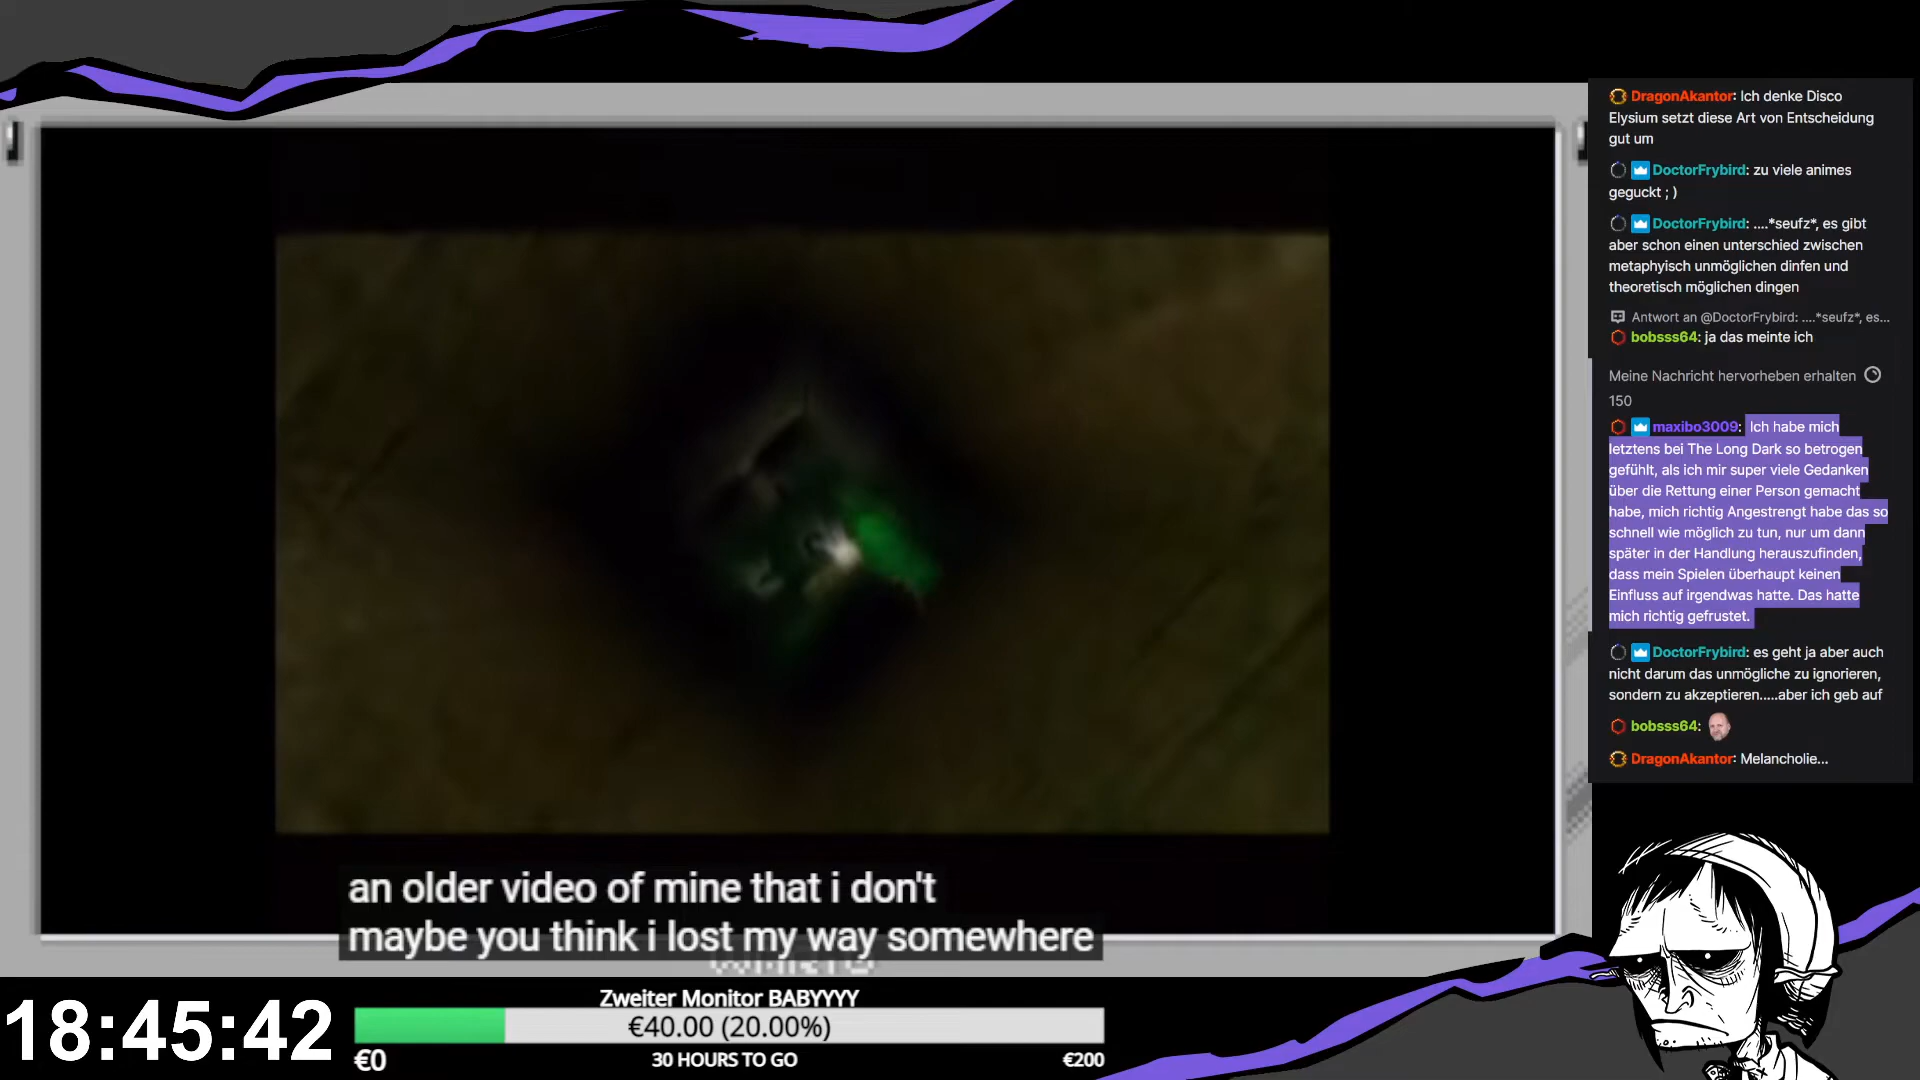 DragonAkantor: Ich denke Disco
Elysium setzt diese Art von Entscheidung
gut um
DoctorFrybird: zu viele animes
geguckt ; )
DoctorFrybird: ....*seufz*, es gibt
aber schon einen unterschied zwischen
metaphyisch unmöglichen dinfen und
theoretisch möglichen dingen
Antwort an @DoctorFrybird: ....*seufz*, es...
bobsss64: ja das meinte ich
Meine Nachricht hervorheben erhalten
150
maxibo3009: Ich habe mich
letztens bei The Long Dark so betrogen
gefühlt, als ich mir super viele Gedanken
über die Rettung einer Person gemacht
habe, mich richtig Angestrengt habe das so
schnell wie möglich zu tun, nur um dann
später in der Handlung herauszufinden,
dass mein Spielen überhaupt keinen
Einfluss auf irgendwas hatte. Das hatte
mich richtig gefrustet.
DoctorFrybird: es geht ja aber auch
nicht darum das unmögliche zu ignorieren,
sondern zu akzeptieren.....aber ich geb auf
bobsss64:
DragonAkantor: Melancholie...
an older video of mine that i don't
maybe you think i lost my way somewhere
18:45:42
Zweiter Monitor BABYYYY
€40.00 (20.00%)
€0
30 HOURS TO GO
€200